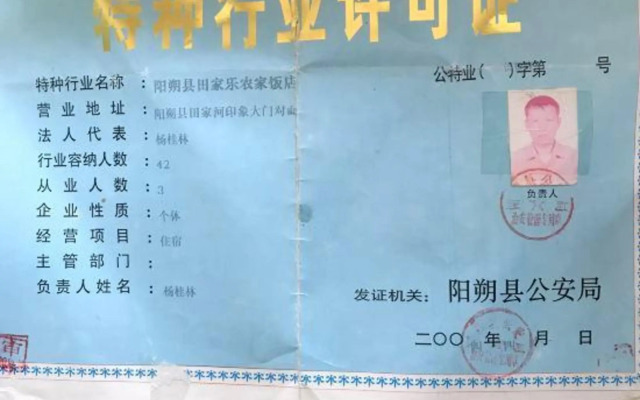 特种行业许可证
公特业( )字第 号
特种行业名称：阳朔县田家乐农家饭店
营业地址：阳朔县田家河印象大门对面
法人代表：杨桂林
行业容纳人数：42
从业人数：3
企业性质：个体
经营项目：住宿
主管部门：
负责人姓名：杨桂林
负责人
发证机关：阳朔县公安局
二〇〇 年 月 日